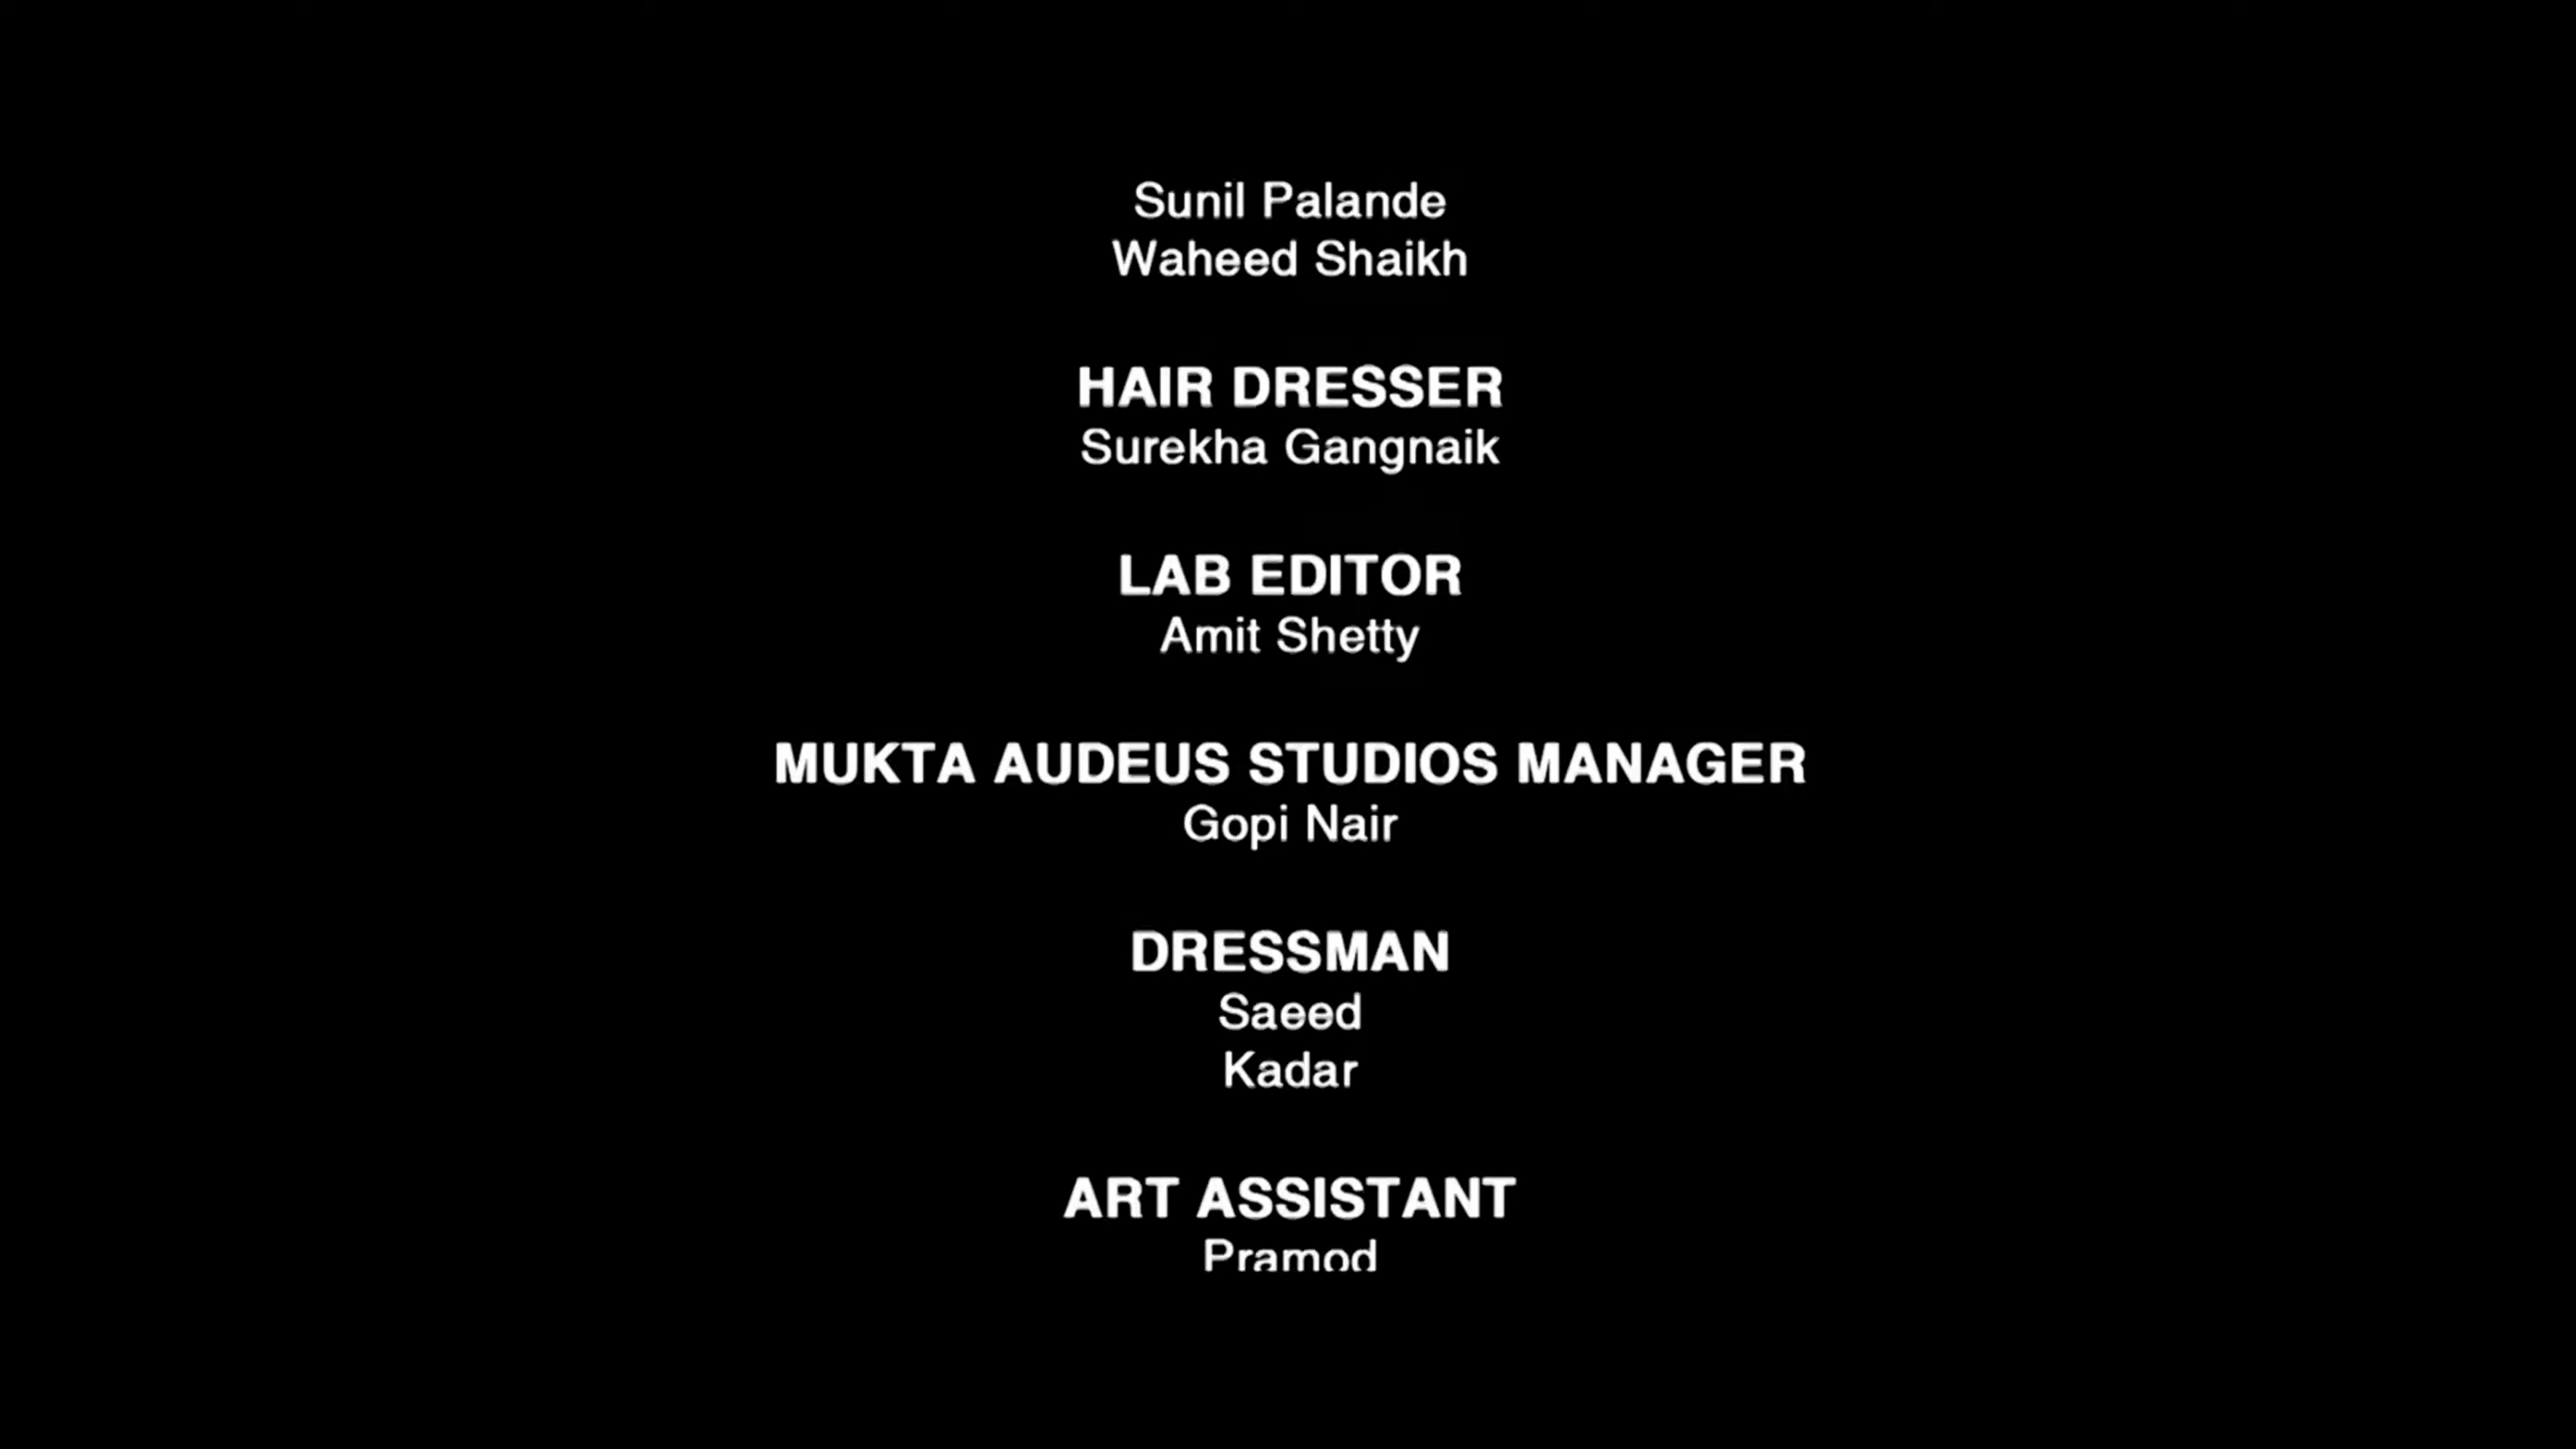 Sunil Palande
Waheed Shaikh
HAIR DRESSER
Surekha Gangnaik
LAB EDITOR
Amit Shetty
MUKTA AUDEUS STUDIOS MANAGER
Gopi Nair
DRESSMAN
Saeed
Kadar
ART ASSISTANT
Pramod